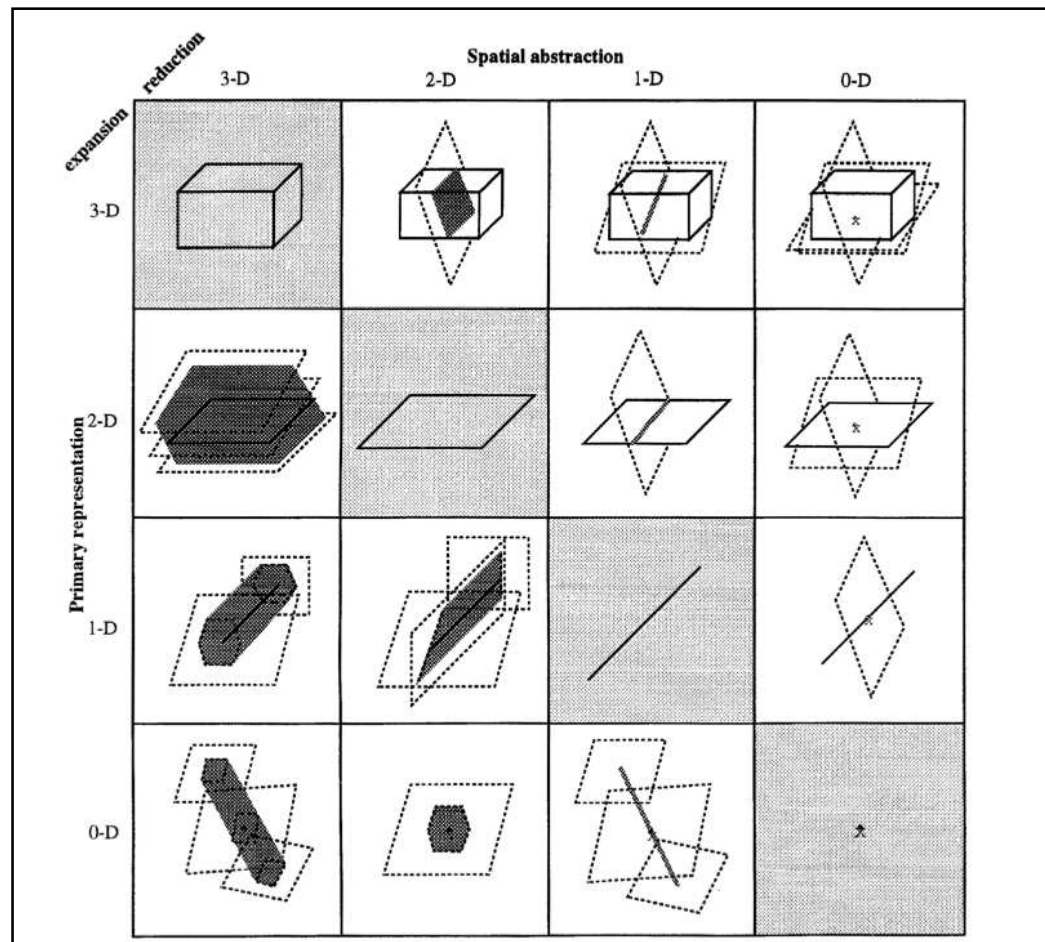 Spatial abstraction
reduction
3-D 2-D 1-D 0-D
expansion
3-D
2-D
Primary representation
1-D
0-D